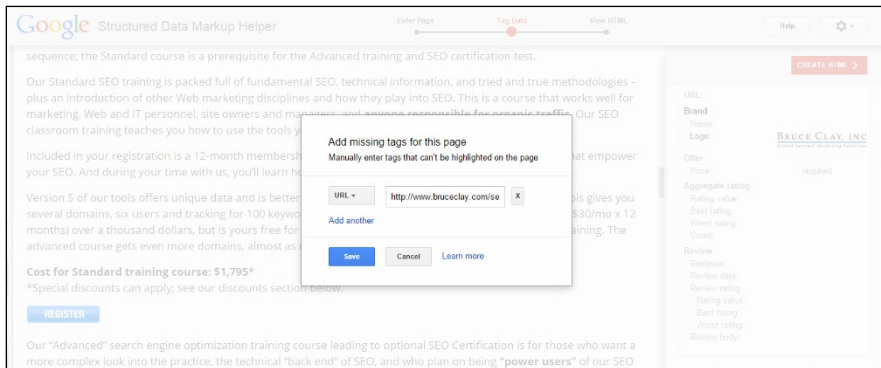 Google Structured Data Markup Helper
Enter Page
Tag Data
View HTML
Help
CREATE HTML
sequence; the Standard course is a prerequisite for the Advanced training and SEO certification test.
Our Standard SEO training is packed full of fundamental SEO, technical information, and tried and true methodologies –
plus an introduction of other Web marketing disciplines and how they play into SEO. This is a course that works well for
marketing, Web and IT personnel, site owners and managers, and anyone responsible for organic traffic. Our SEO
classroom training teaches you how to use the tools
Included in your registration is a 12-month membersh
at empower
your SEO. And during your time with us, you'll learn
Version 5 of our tools offers unique data and is better
ols gives you
several domains, six users and tracking for 100 keywo
$30/mo x 12
months) over a thousand dollars, but is yours free for
aining. The
advanced course gets even more domains, almost as
Cost for Standard training course: $1,795*
*Special discounts can apply; see our discounts section below.
REGISTER
Our "Advanced" search engine optimization training course leading to optional SEO Certification is for those who want a
more complex look into the practice, the technical "back end" of SEO, and who plan on being "power users" of our SEO
Add missing tags for this page
Manually enter tags that can't be highlighted on the page
URL
http://www.bruceclay.com/se
X
Add another
Save
Cancel
Learn more
URL:
Brand
Name:
Logo:
BRUCE CLAY, INC
Global Internet Marketing Solutions
Offer
Price:
required
Aggregate rating
Rating value:
Best rating:
Worst rating:
Count:
Review
Reviewer:
Review date:
Review rating
Rating value:
Best rating:
Worst rating:
Review body: